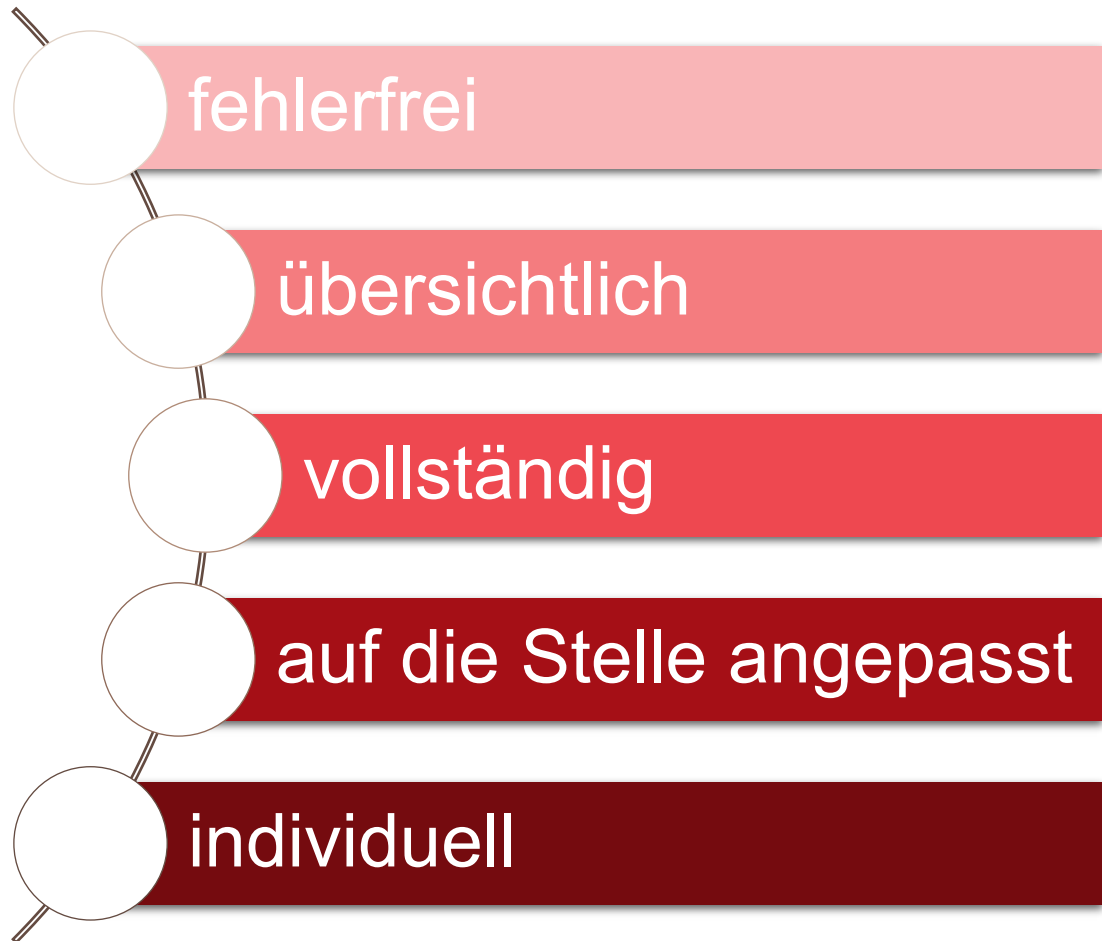 fehlerfrei
übersichtlich
vollständig
auf die Stelle angepasst
individuell